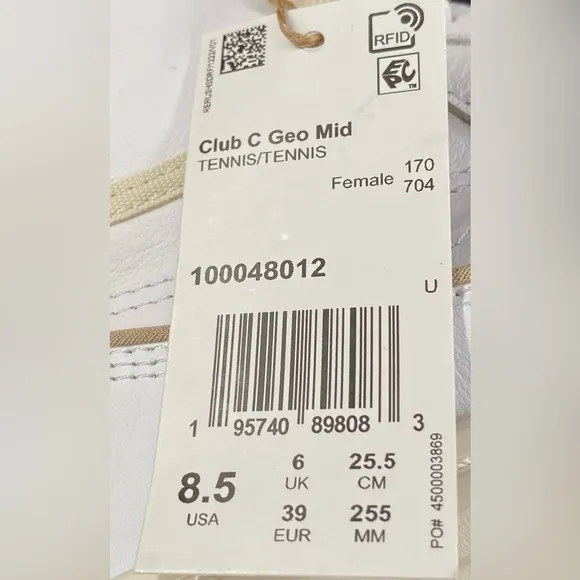 RFID
EPC™
Club C Geo Mid
TENNIS/TENNIS
Female 170
704
100048012
U
1 95740 89808 3
8.5 USA
6 UK
25.5 CM
39 EUR
255 MM
PO# 4500003869